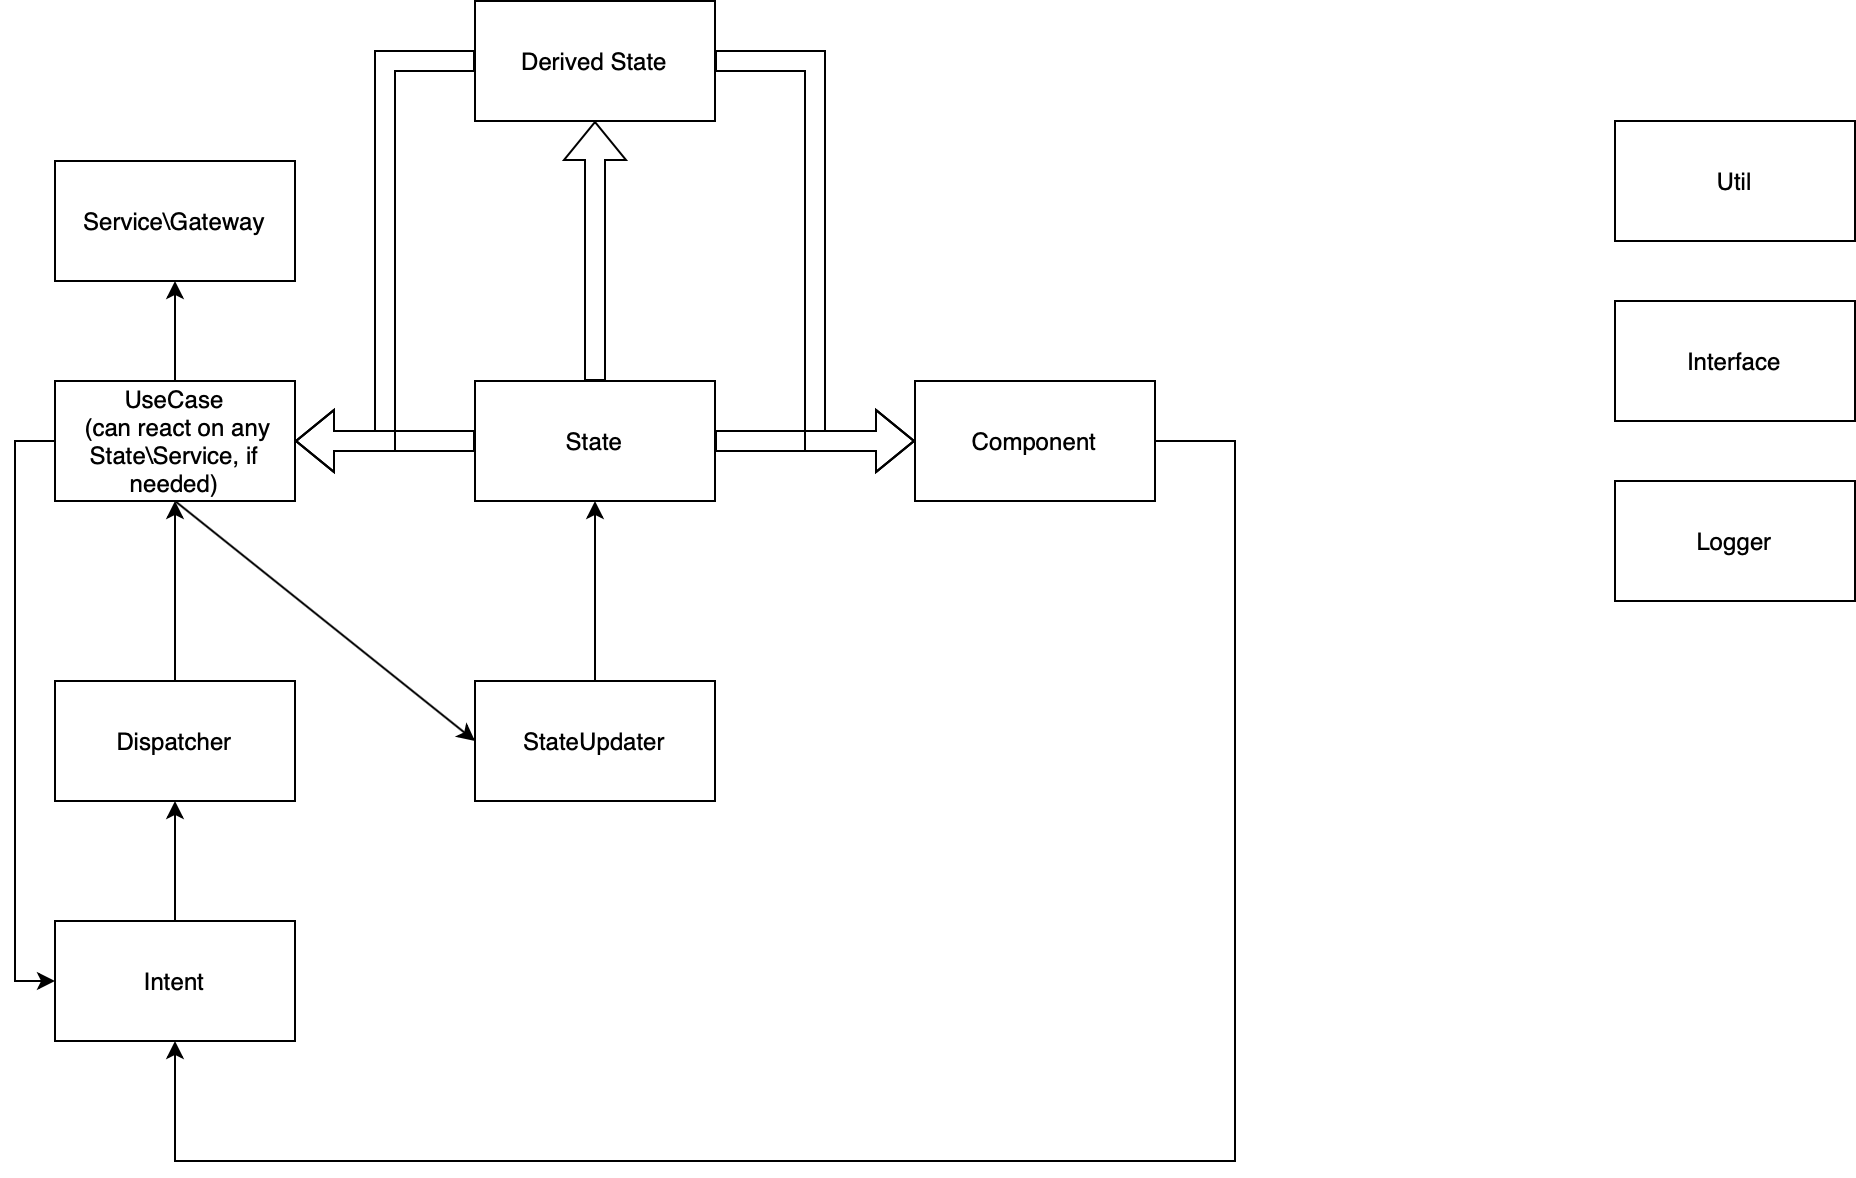 Derived State
Util
Service\Gateway
Interface
UseCase
(can react on any
State\Service, if
needed)
State
Component
Logger
Dispatcher
StateUpdater
Intent